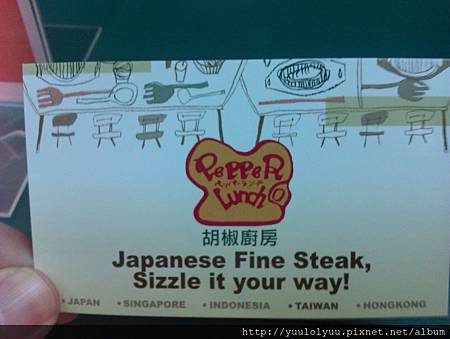 PePPeR
ペッパーランチ
Lunch
胡椒廚房
Japanese Fine Steak,
Sizzle it your way!
• JAPAN • SINGAPORE • INDONESIA • TAIWAN • HONGKONG
http://yuulolyuu.pixnet.net/album